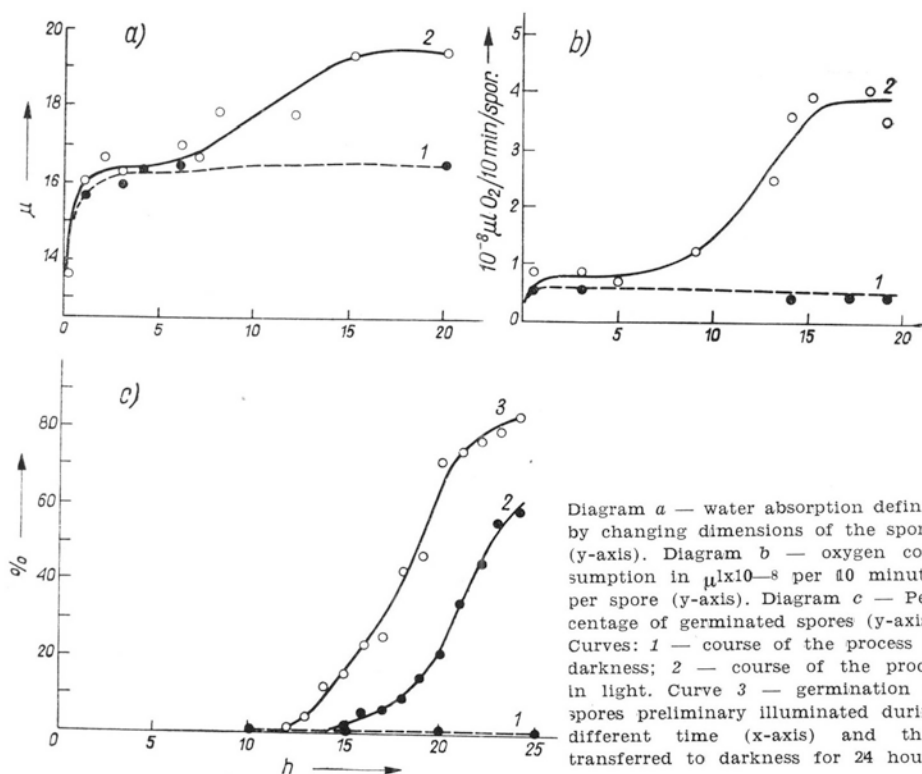 a)
20
18
16
14
μ
0
5
10
15
20
2
1
b)
10⁻⁸ μl O₂/10 min/spor.
5
4
3
2
1
0
5
10
15
20
2
1
c)
80
60
40
20
0
%
5
10
15
20
25
h
3
2
1
Diagram a — water absorption defin
by changing dimensions of the spor
(y-axis). Diagram b — oxygen co
sumption in μlx10—8 per 10 minut
per spore (y-axis). Diagram c — Pe
centage of germinated spores (y-axis
Curves: 1 — course of the process
darkness; 2 — course of the proc
in light. Curve 3 — germination
spores preliminary illuminated duri
different time (x-axis) and th
transferred to darkness for 24 hou